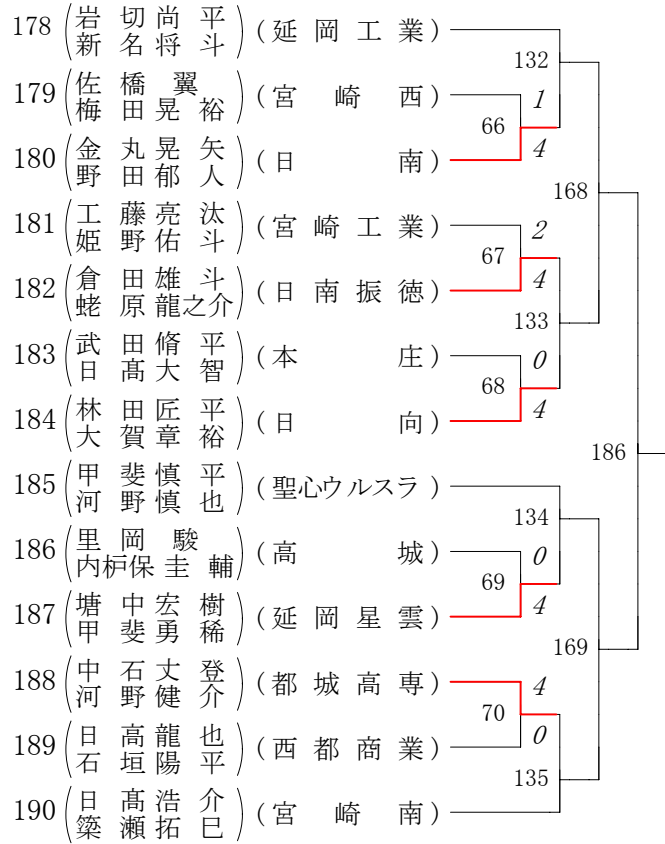 178 岩切尚平 新名将斗 (延岡工業)
132
179 佐橋翼 梅田晃裕 (宮崎西)
1
66
4
180 金丸晃矢 野田郁人 (日南)
168
181 工藤亮汰 姫野佑斗 (宮崎工業)
2
67
4
182 倉田雄斗 蛯原龍之介 (日南振徳)
133
183 武田脩平 日髙大智 (本庄)
0
68
4
184 林田匠平 大賀章裕 (日向)
186
185 甲斐慎平 河野慎也 (聖心ウルスラ)
134
186 里岡駿 内枦保圭輔 (高城)
0
69
4
187 塘中宏樹 甲斐勇稀 (延岡星雲)
169
188 中石丈登 河野健介 (都城高専)
4
70
0
189 日高龍也 石垣陽平 (西都商業)
135
190 日髙浩介 簗瀬拓巳 (宮崎南)